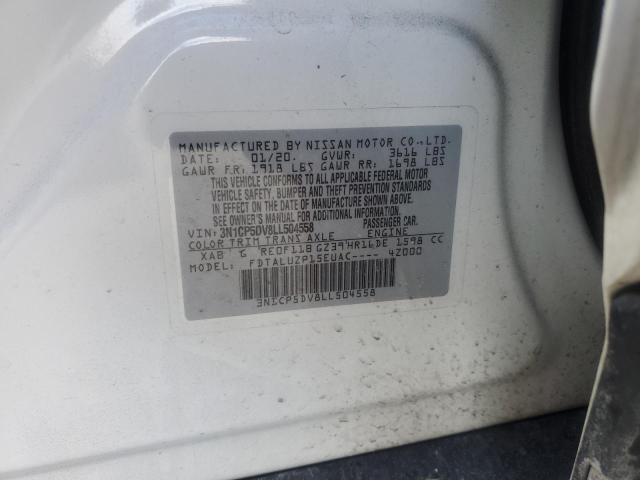 MANUFACTURED BY NISSAN MOTOR CO.,LTD.
DATE: 01/20. GVWR: 3616 LBS
GAWR FR: 1918 LBS GAWR RR: 1698 LBS
THIS VEHICLE CONFORMS TO ALL APPLICABLE FEDERAL MOTOR
VEHICLE SAFETY, BUMPER AND THEFT PREVENTION STANDARDS
IN EFFECT ON THE DATE OF MANUFACTURE SHOWN ABOVE.
SEE OWNER'S MANUAL FOR ADDITIONAL INFORMATION.
VIN: 3N1CP5DV8LL504558 PASSENGER CAR.
COLOR TRIM TRANS AXLE ENGINE
XAB G RE0F11B GZ39 HR16DE 1598 CC
MODEL: FDTALUZP15EUAC---- 4Z000
3N1CP5DV8LL504558